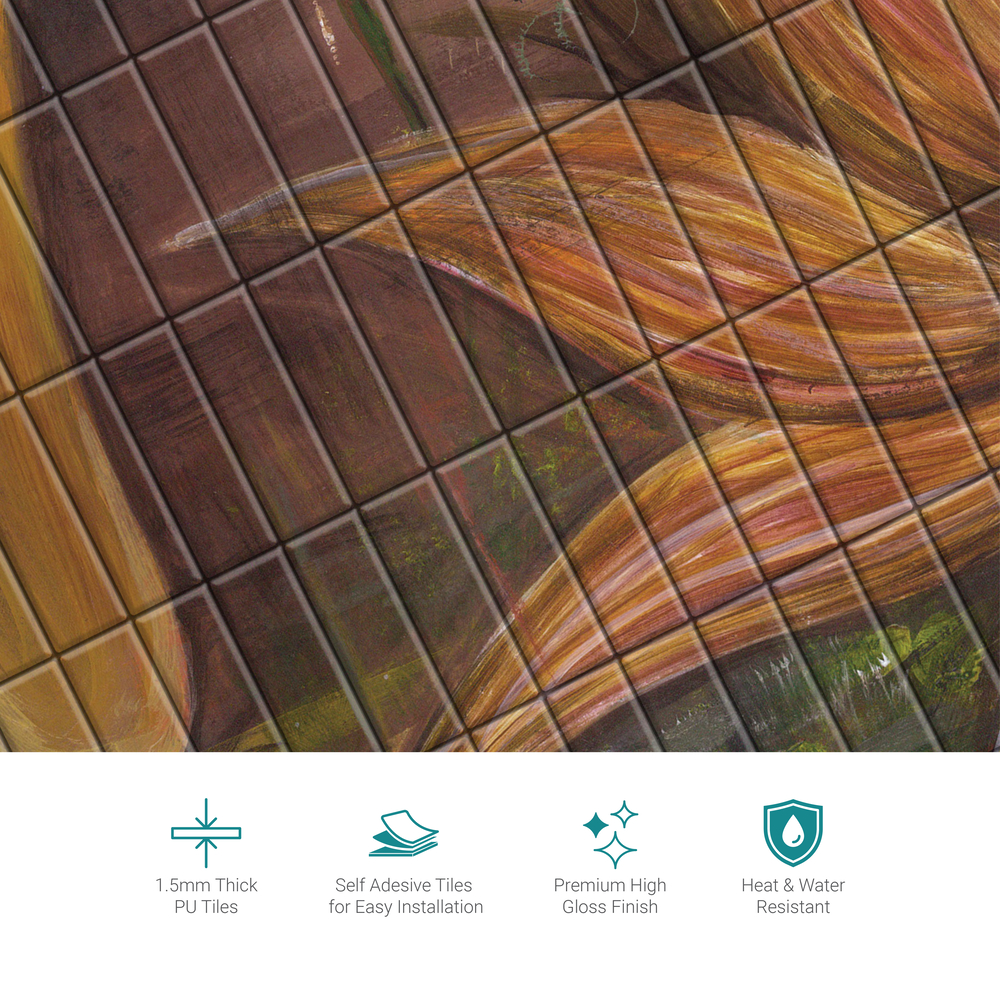 1.5mm Thick
PU Tiles
Self Adesive Tiles
for Easy Installation
Premium High
Gloss Finish
Heat & Water
Resistant